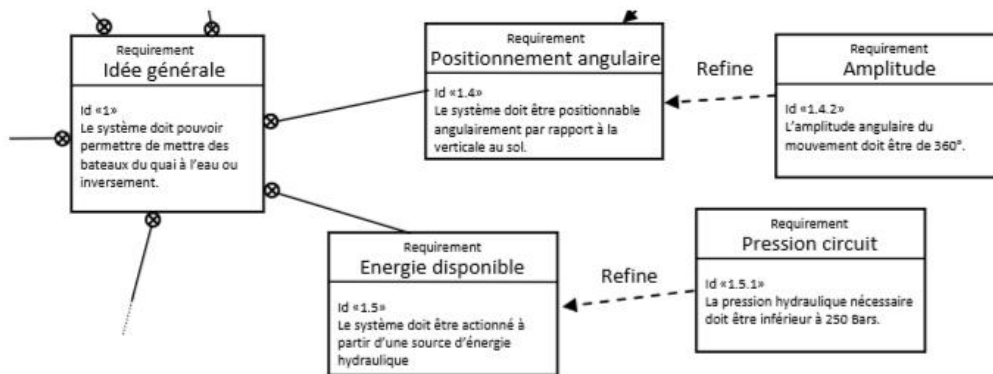 Requirement
Idée générale
Id «1»
Le système doit pouvoir
permettre de mettre des
bateaux du quai à l'eau ou
inversement.
Requirement
Positionnement angulaire
Id «1.4»
Le système doit être positionnable
angulairement par rapport à la
verticale au sol.
Refine
Requirement
Amplitude
Id «1.4.2»
L'amplitude angulaire du
mouvement doit être de 360°.
Requirement
Energie disponible
Id «1.5»
Le système doit être actionné à
partir d'une source d'énergie
hydraulique
Refine
Requirement
Pression circuit
Id «1.5.1»
La pression hydraulique nécessaire
doit être inférieur à 250 Bars.